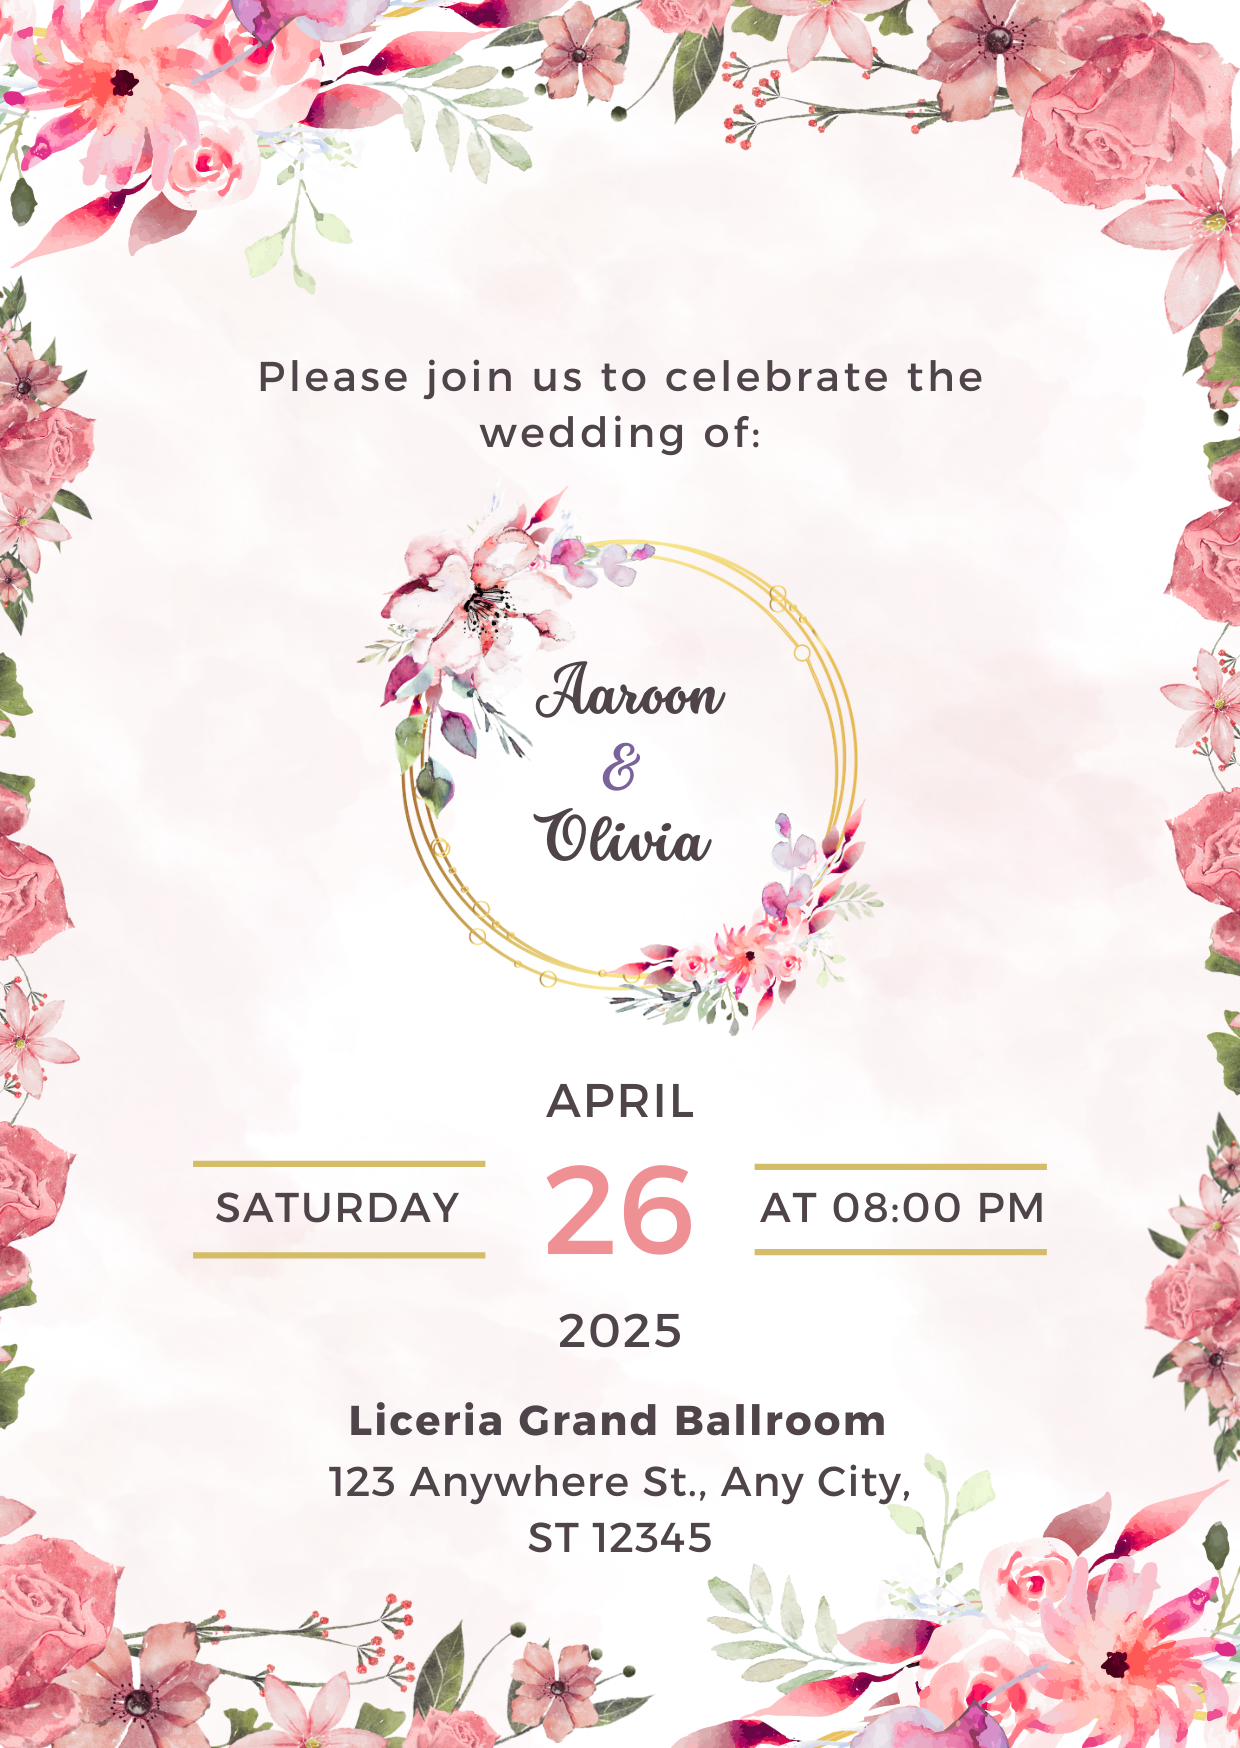 Please join us to celebrate the
wedding of:
Aaroon
&
Olivia
APRIL
SATURDAY
26
AT 08:00 PM
2025
Liceria Grand Ballroom
123 Anywhere St., Any City,
ST 12345